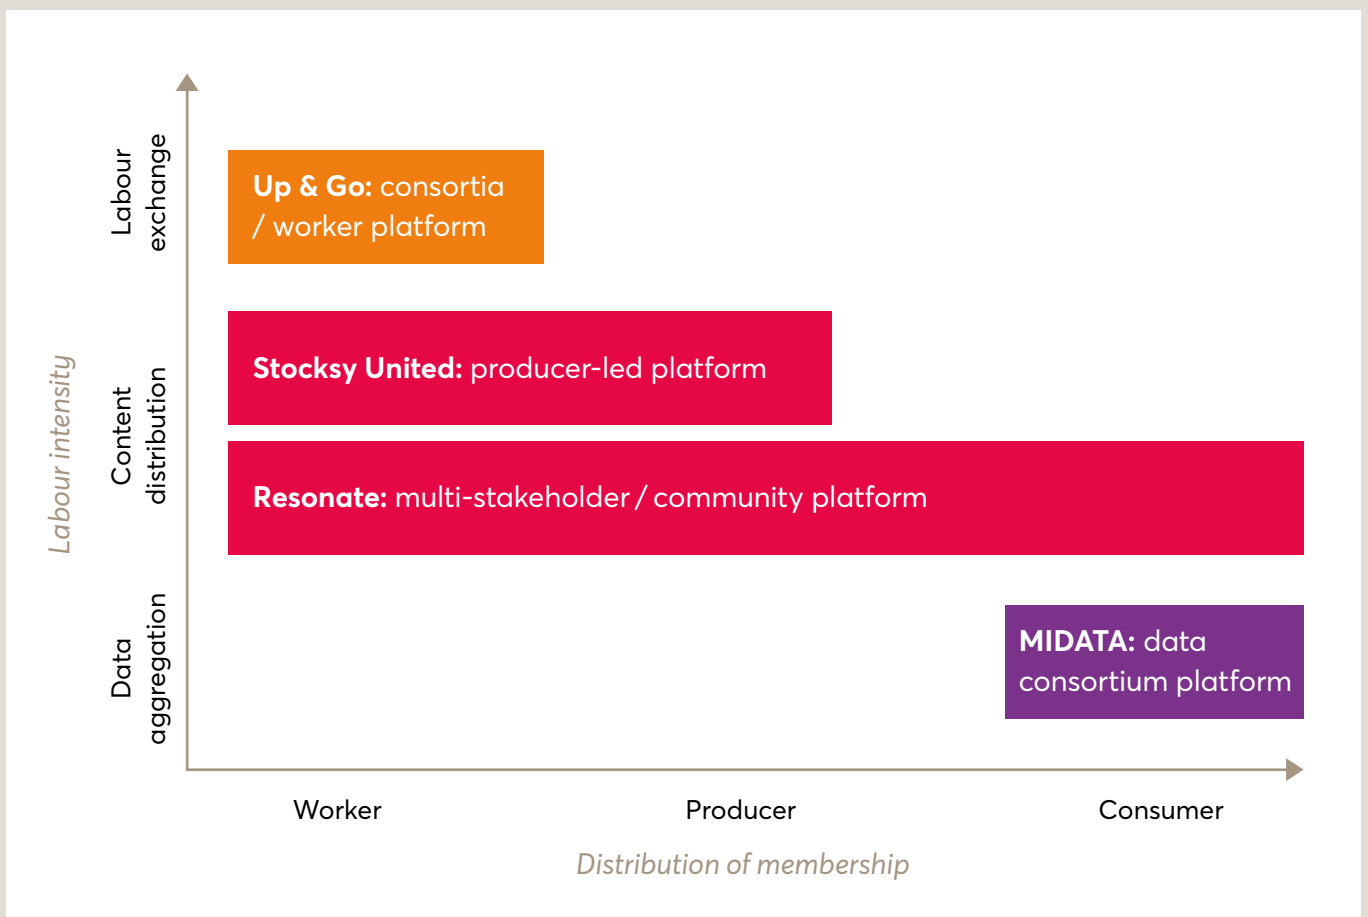 Labour
exchange
Up & Go: consortia
/ worker platform
Labour intensity
Content
distribution
Stocksy United: producer-led platform
Resonate: multi-stakeholder / community platform
Data
aggregation
MIDATA: data
consortium platform
Worker
Producer
Consumer
Distribution of membership